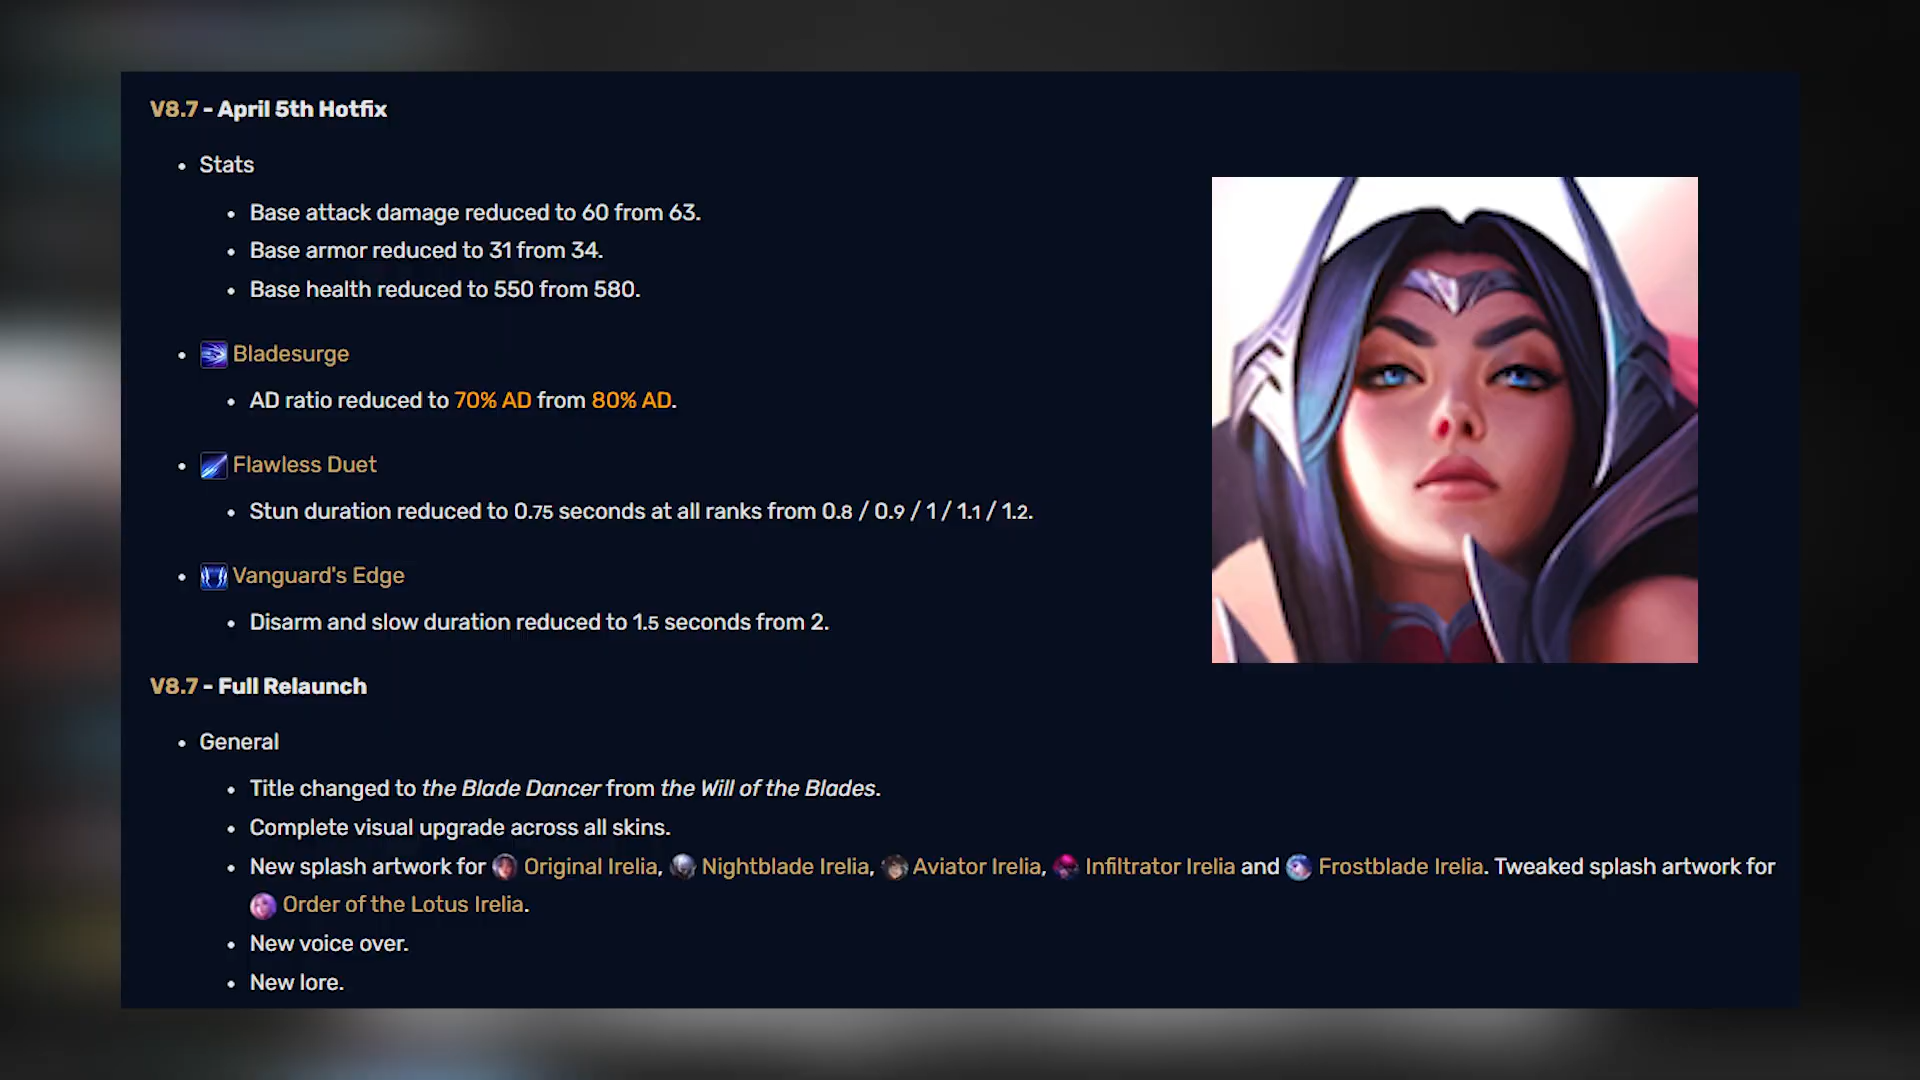 V8.7 - April 5th Hotfix
Stats
Base attack damage reduced to 60 from 63.
Base armor reduced to 31 from 34.
Base health reduced to 550 from 580.
Bladesurge
AD ratio reduced to 70% AD from 80% AD.
Flawless Duet
Stun duration reduced to 0.75 seconds at all ranks from 0.8 / 0.9 / 1 / 1.1 / 1.2.
Vanguard's Edge
Disarm and slow duration reduced to 1.5 seconds from 2.
V8.7 - Full Relaunch
General
Title changed to the Blade Dancer from the Will of the Blades.
Complete visual upgrade across all skins.
New splash artwork for Original Irelia, Nightblade Irelia, Aviator Irelia, Infiltrator Irelia and Frostblade Irelia. Tweaked splash artwork for
Order of the Lotus Irelia.
New voice over.
New lore.